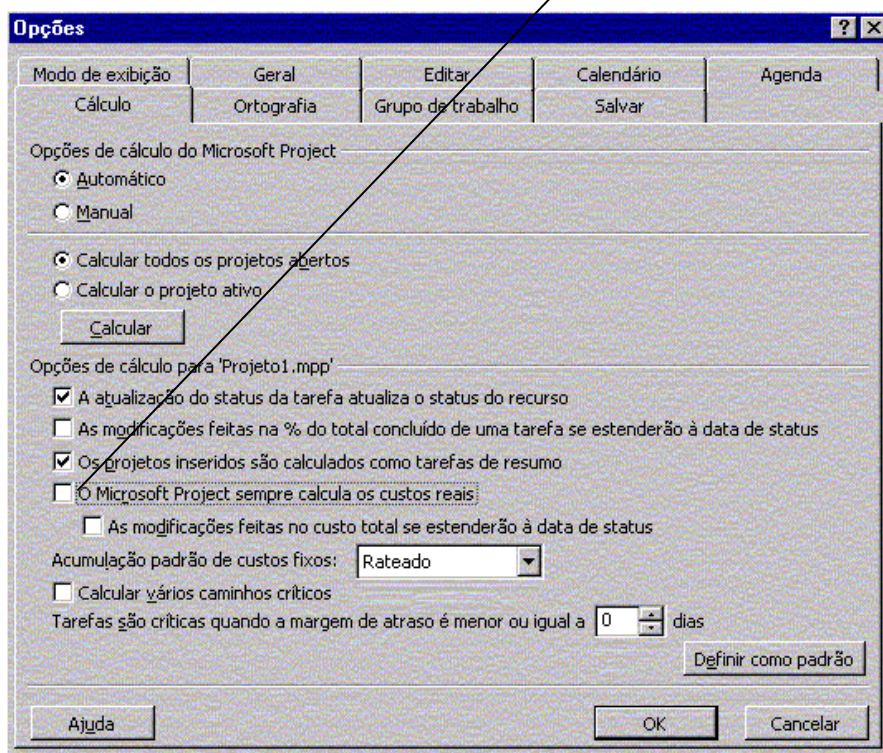 Opções
Modo de exibição Geral Editar Calendário Agenda
Cálculo Ortografia Grupo de trabalho Salvar
Opções de cálculo do Microsoft Project
Automático
Manual
Calcular todos os projetos abertos
Calcular o projeto ativo
Calcular
Opções de cálculo para 'Projeto1.mpp'
A atualização do status da tarefa atualiza o status do recurso
As modificações feitas na % do total concluído de uma tarefa se estenderão à data de status
Os projetos inseridos são calculados como tarefas de resumo
O Microsoft Project sempre calcula os custos reais
As modificações feitas no custo total se estenderão à data de status
Acumulação padrão de custos fixos: Rateado
Calcular vários caminhos críticos
Tarefas são críticas quando a margem de atraso é menor ou igual a 0 dias
Definir como padrão
Ajuda OK Cancelar